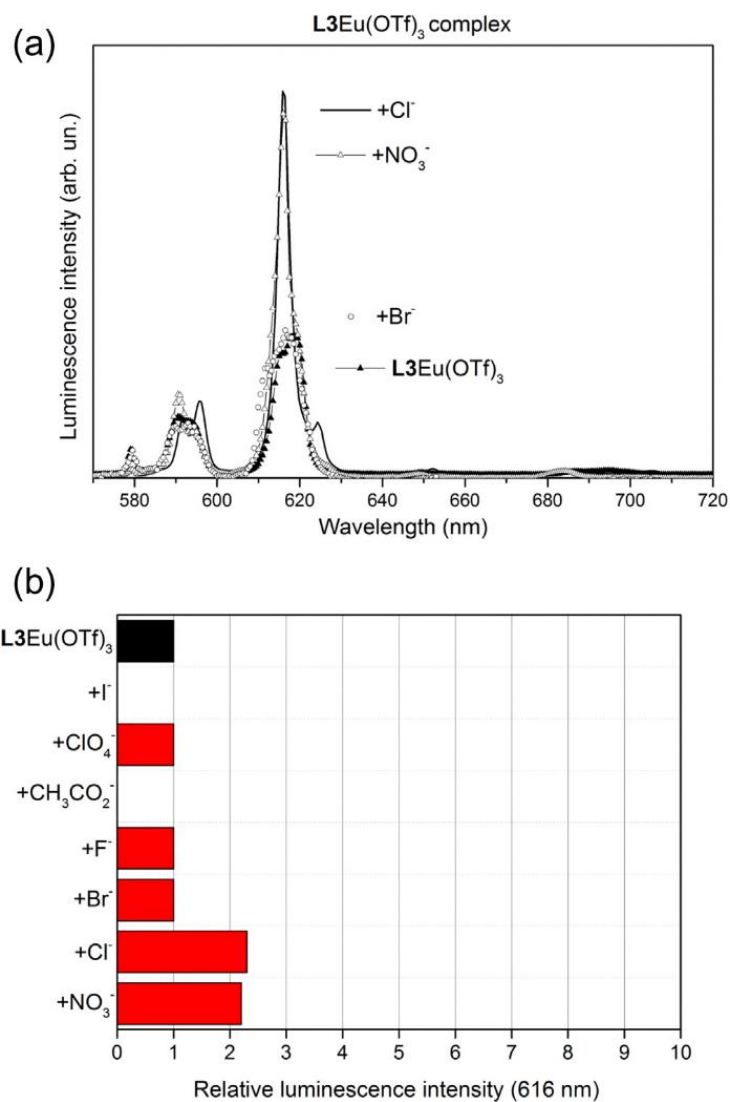 L3Eu(OTf)₃ complex
(a)
Luminescence intensity (arb. un.)
+Cl⁻
+NO₃⁻
+Br⁻
L3Eu(OTf)₃
580 600 620 640 660 680 700 720
Wavelength (nm)
(b)
L3Eu(OTf)₃
+I⁻
+ClO₄⁻
+CH₃CO₂⁻
+F⁻
+Br⁻
+Cl⁻
+NO₃⁻
0 1 2 3 4 5 6 7 8 9 10
Relative luminescence intensity (616 nm)